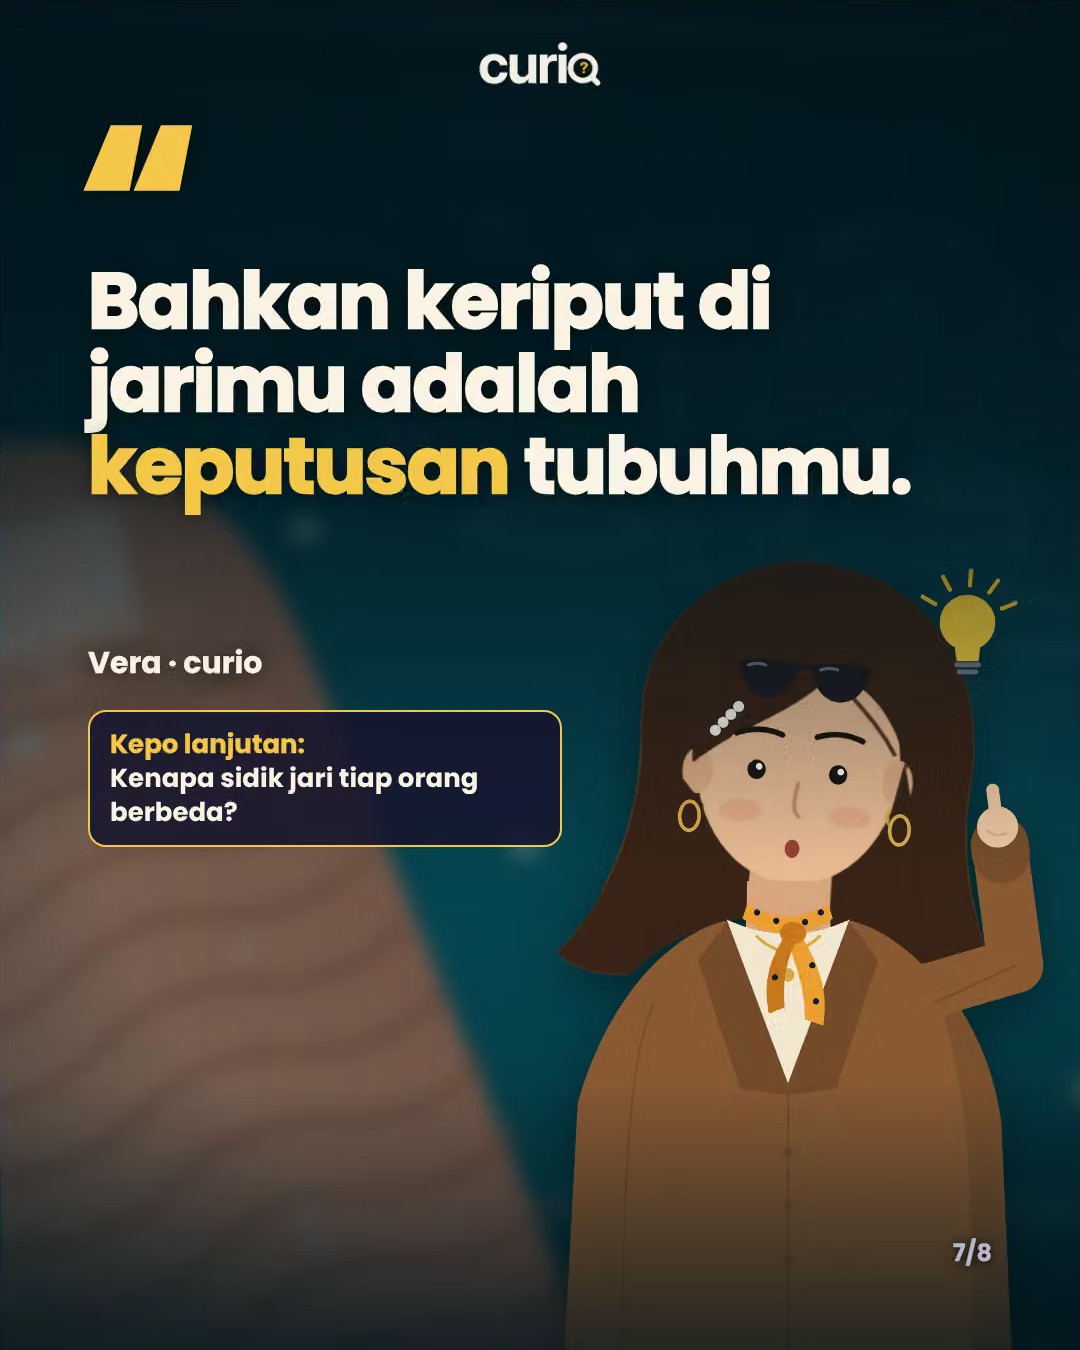 curio
Bahkan keriput di
jarimu adalah
keputusan tubuhmu.
Vera · curio
Kepo lanjutan:
Kenapa sidik jari tiap orang
berbeda?
7/8